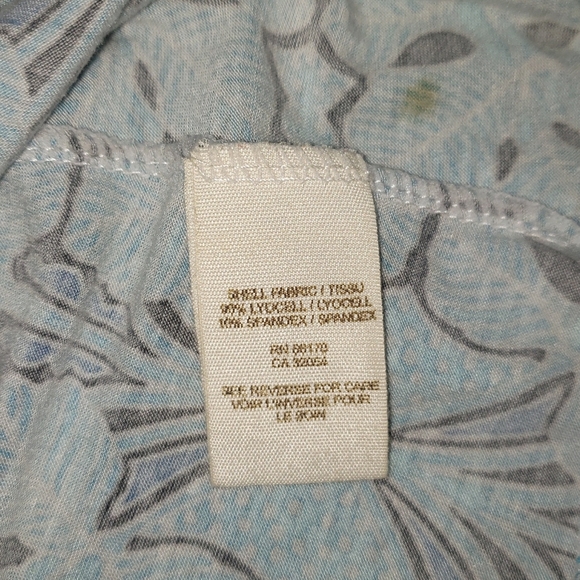 SHELL FABRIC / TISSU
90% LYOCELL / LYOCELL
10% SPANDEX / SPANDEX
RN 66170
CA 32054
SEE REVERSE FOR CARE
VOIR L'INVERSE POUR
LE SOIN